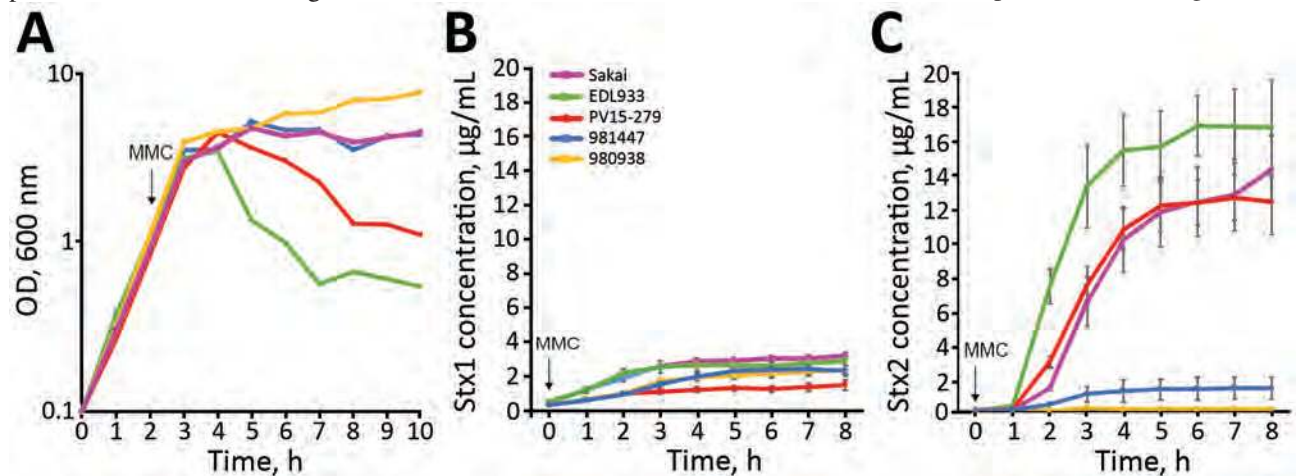 A
10
1
0.1
OD, 600 nm
MMC
0 1 2 3 4 5 6 7 8 9 10
Time, h
B
20
18
16
14
12
10
8
6
4
2
0
Stx1 concentration, µg/mL
Sakai
EDL933
PV15-279
981447
980938
MMC
0 1 2 3 4 5 6 7 8
Time, h
C
20
18
16
14
12
10
8
6
4
2
0
Stx2 concentration, µg/mL
MMC
0 1 2 3 4 5 6 7 8
Time, h